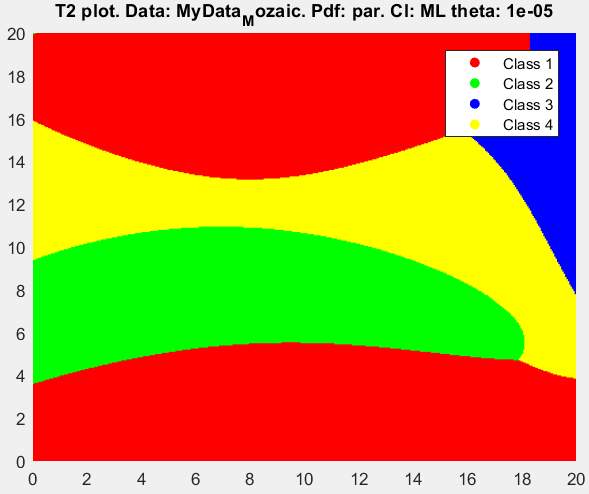 T2 plot. Data: MyData_Mozaic. Pdf: par. Cl: ML theta: 1e-05
20
18
16
14
12
10
8
6
4
2
0
Class 1
Class 2
Class 3
Class 4
0 2 4 6 8 10 12 14 16 18 20